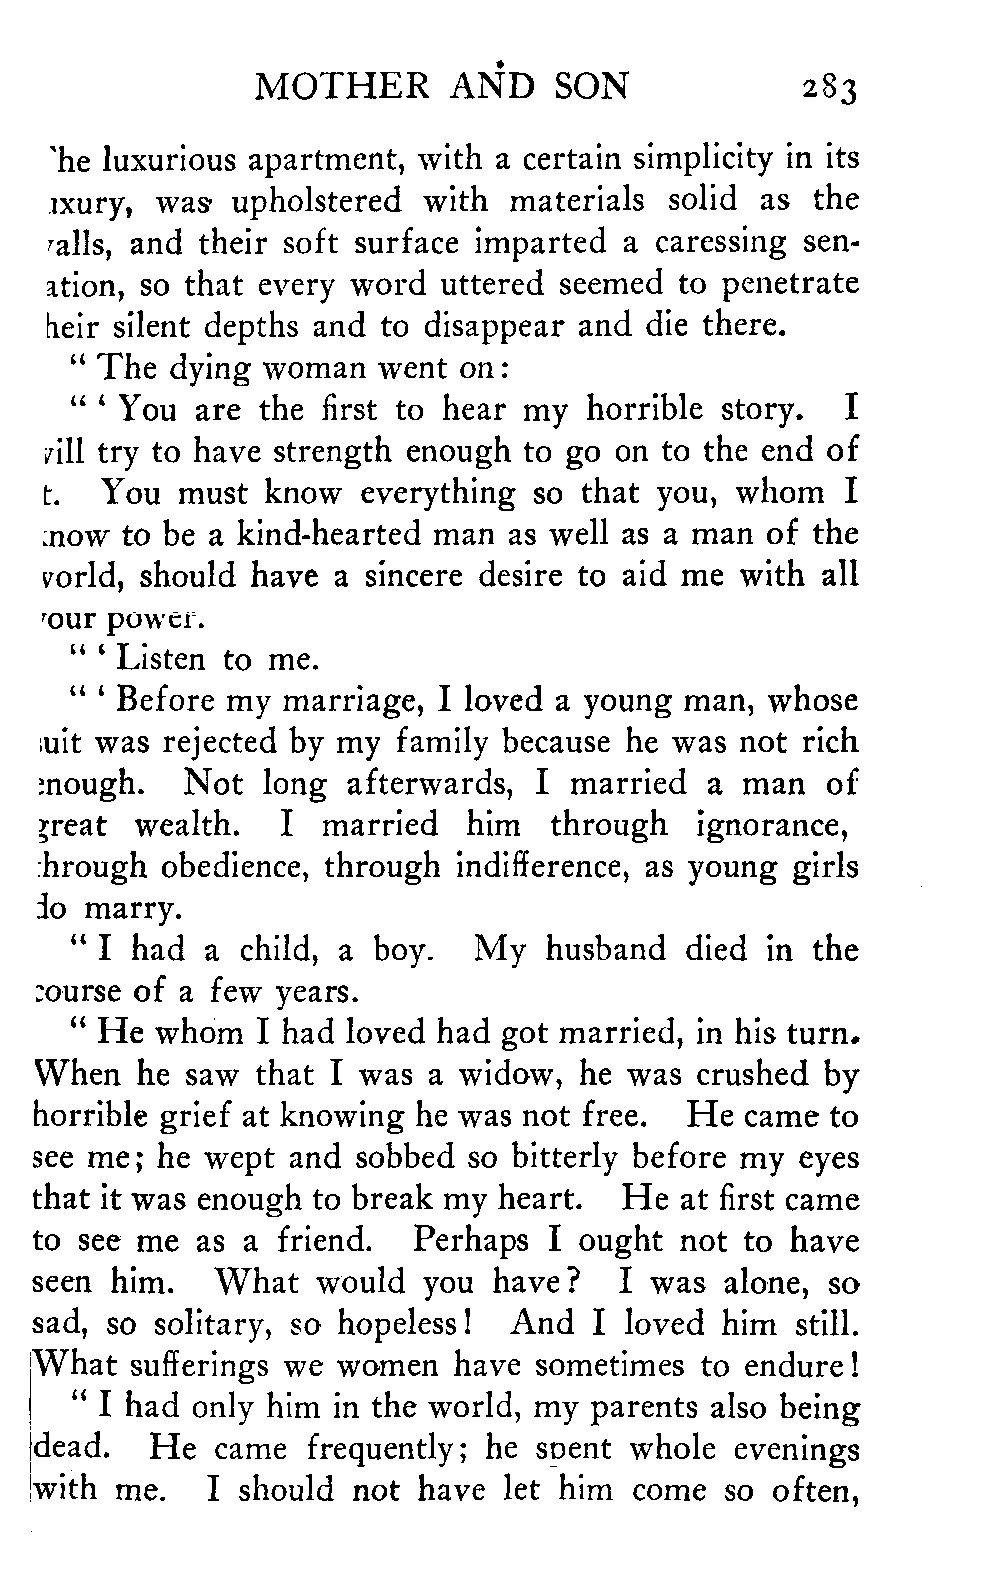 MOTHER AND SON 283
'he luxurious apartment, with a certain simplicity in its
ixury, was upholstered with materials solid as the
ralls, and their soft surface imparted a caressing sen-
ation, so that every word uttered seemed to penetrate
heir silent depths and to disappear and die there.
" The dying woman went on:
" ' You are the first to hear my horrible story. I
vill try to have strength enough to go on to the end of
t. You must know everything so that you, whom I
now to be a kind-hearted man as well as a man of the
vorld, should have a sincere desire to aid me with all
our power.
" ' Listen to me.
" ' Before my marriage, I loved a young man, whose
uit was rejected by my family because he was not rich
enough. Not long afterwards, I married a man of
great wealth. I married him through ignorance,
hrough obedience, through indifference, as young girls
do marry.
" I had a child, a boy. My husband died in the
course of a few years.
" He whom I had loved had got married, in his turn.
When he saw that I was a widow, he was crushed by
horrible grief at knowing he was not free. He came to
see me; he wept and sobbed so bitterly before my eyes
that it was enough to break my heart. He at first came
to see me as a friend. Perhaps I ought not to have
seen him. What would you have? I was alone, so
sad, so solitary, so hopeless! And I loved him still.
What sufferings we women have sometimes to endure!
" I had only him in the world, my parents also being
dead. He came frequently; he spent whole evenings
with me. I should not have let him come so often,